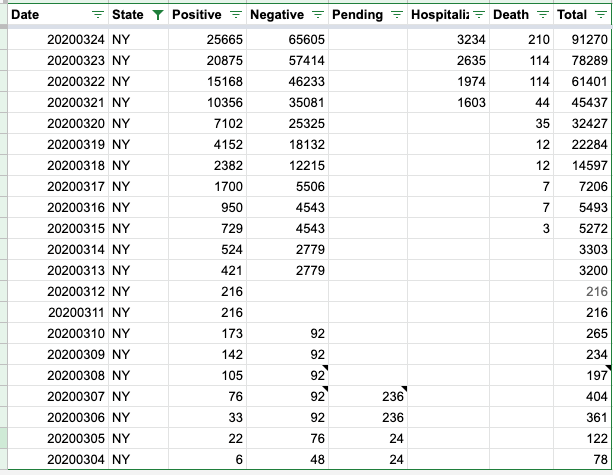 Date State Positive Negative Pending Hospitaliz Death Total
20200324 NY 25665 65605 3234 210 91270
20200323 NY 20875 57414 2635 114 78289
20200322 NY 15168 46233 1974 114 61401
20200321 NY 10356 35081 1603 44 45437
20200320 NY 7102 25325 35 32427
20200319 NY 4152 18132 12 22284
20200318 NY 2382 12215 12 14597
20200317 NY 1700 5506 7 7206
20200316 NY 950 4543 7 5493
20200315 NY 729 4543 3 5272
20200314 NY 524 2779 3303
20200313 NY 421 2779 3200
20200312 NY 216 216
20200311 NY 216 216
20200310 NY 173 92 265
20200309 NY 142 92 234
20200308 NY 105 92 197
20200307 NY 76 92 236 404
20200306 NY 33 92 236 361
20200305 NY 22 76 24 122
20200304 NY 6 48 24 78